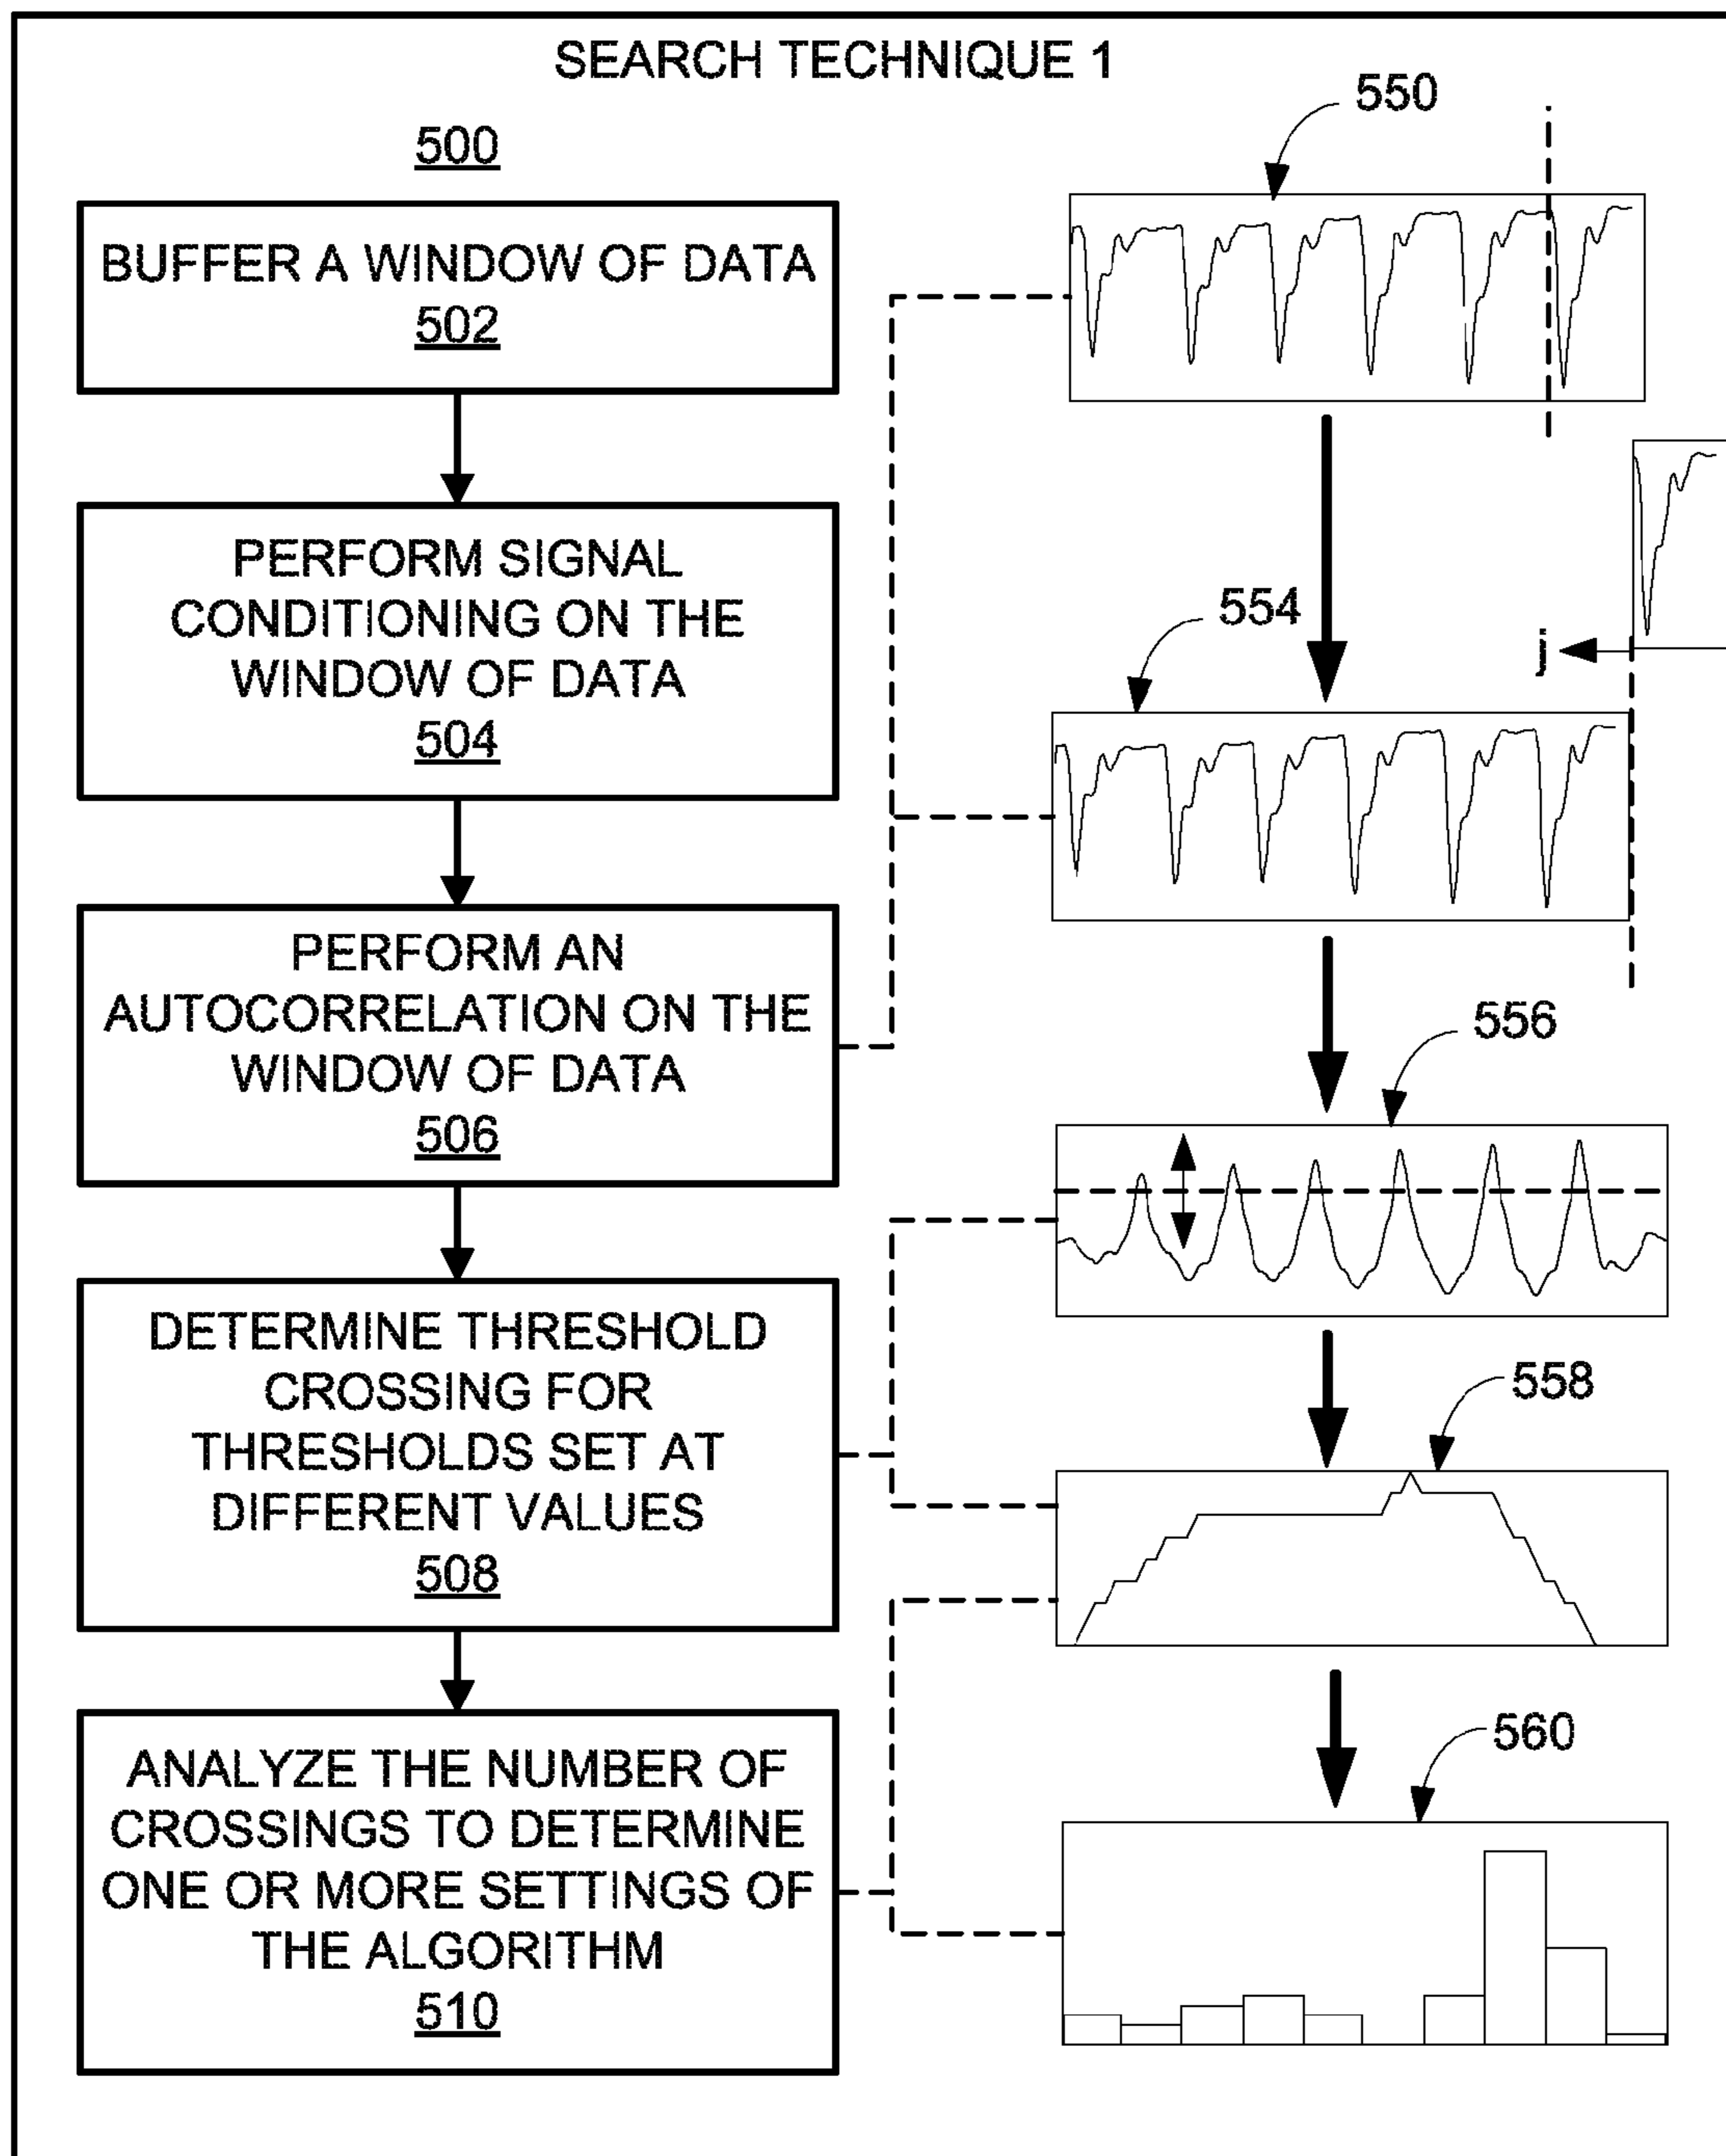 SEARCH TECHNIQUE 1
500
BUFFER A WINDOW OF DATA
502
PERFORM SIGNAL
CONDITIONING ON THE
WINDOW OF DATA
504
PERFORM AN
AUTOCORRELATION ON THE
WINDOW OF DATA
506
DETERMINE THRESHOLD
CROSSING FOR
THRESHOLDS SET AT
DIFFERENT VALUES
508
ANALYZE THE NUMBER OF
CROSSINGS TO DETERMINE
ONE OR MORE SETTINGS OF
THE ALGORITHM
510
550
554
j
556
558
560